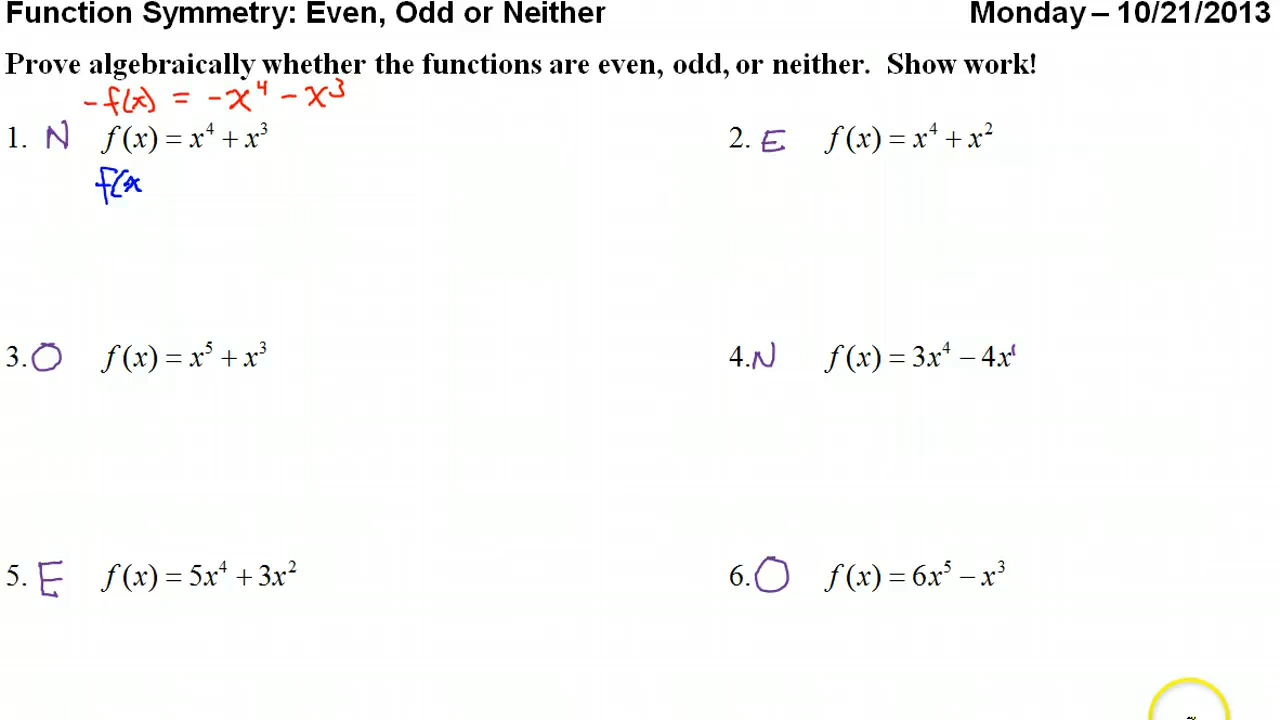 Function Symmetry: Even, Odd or Neither Monday – 10/21/2013
Prove algebraically whether the functions are even, odd, or neither. Show work!
-f(x) = -x⁴ - x³
1. N f(x) = x⁴ + x³ 2. E f(x) = x⁴ + x²
f(x
3. O f(x) = x⁵ + x³ 4. N f(x) = 3x⁴ − 4x
5. E f(x) = 5x⁴ + 3x² 6. O f(x) = 6x⁵ − x³